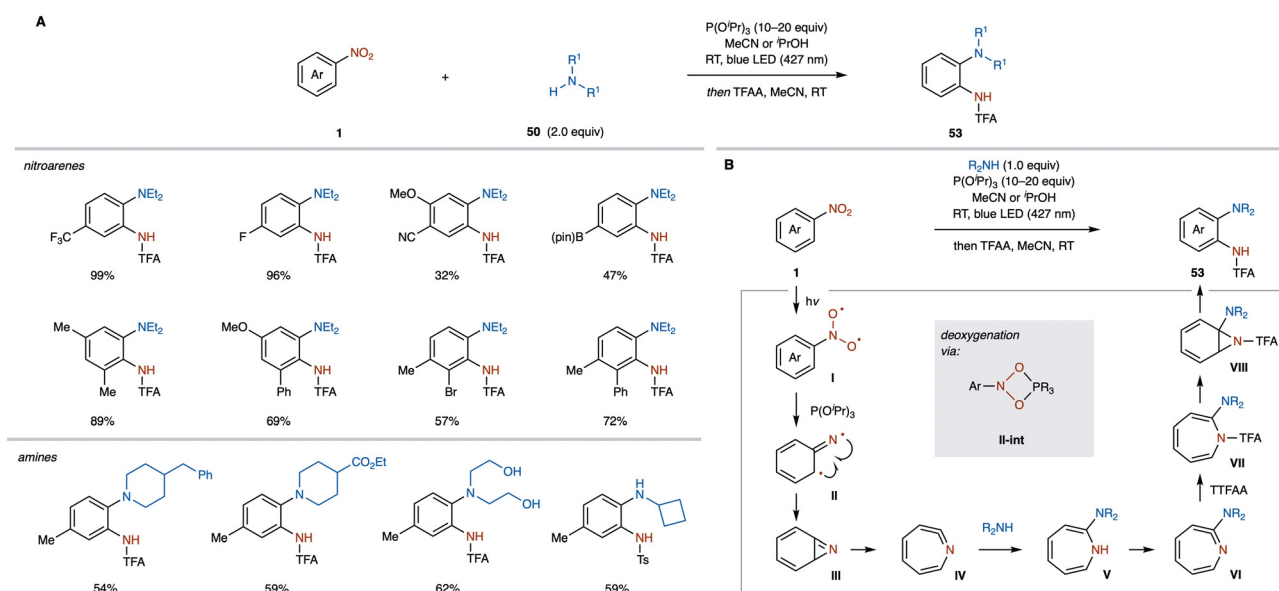 A
NO2
Ar
1
+
R1
N
H
R1
50 (2.0 equiv)
P(OiPr)3 (10–20 equiv)
MeCN or iPrOH
RT, blue LED (427 nm)
then TFAA, MeCN, RT
R1
N
R1
NH
TFA
53
nitroarenes
NEt2
F3C
NH
TFA
99%
NEt2
F
NH
TFA
96%
MeO
NEt2
NC
NH
TFA
32%
NEt2
(pin)B
NH
TFA
47%
Me
NEt2
NH
Me
TFA
89%
MeO
NEt2
NH
Ph
TFA
69%
NEt2
Me
NH
Br
TFA
57%
NEt2
Me
NH
Ph
TFA
72%
amines
Ph
N
Me
NH
TFA
54%
CO2Et
N
Me
NH
TFA
59%
OH
N
OH
Me
NH
TFA
62%
H
N
Me
NH
Ts
59%
B
NO2
Ar
1
R2NH (1.0 equiv)
P(OiPr)3 (10–20 equiv)
MeCN or iPrOH
RT, blue LED (427 nm)
then TFAA, MeCN, RT
NR2
Ar
NH
TFA
53
hν
O•
N
O•
Ar
I
P(OiPr)3
N•
•
II
N
III
N
IV
R2NH
NR2
NH
V
NR2
N
VI
TTFAA
NR2
N
TFA
VII
NR2
N
TFA
VIII
deoxygenation
via:
O
Ar
N
PR3
O
II-int